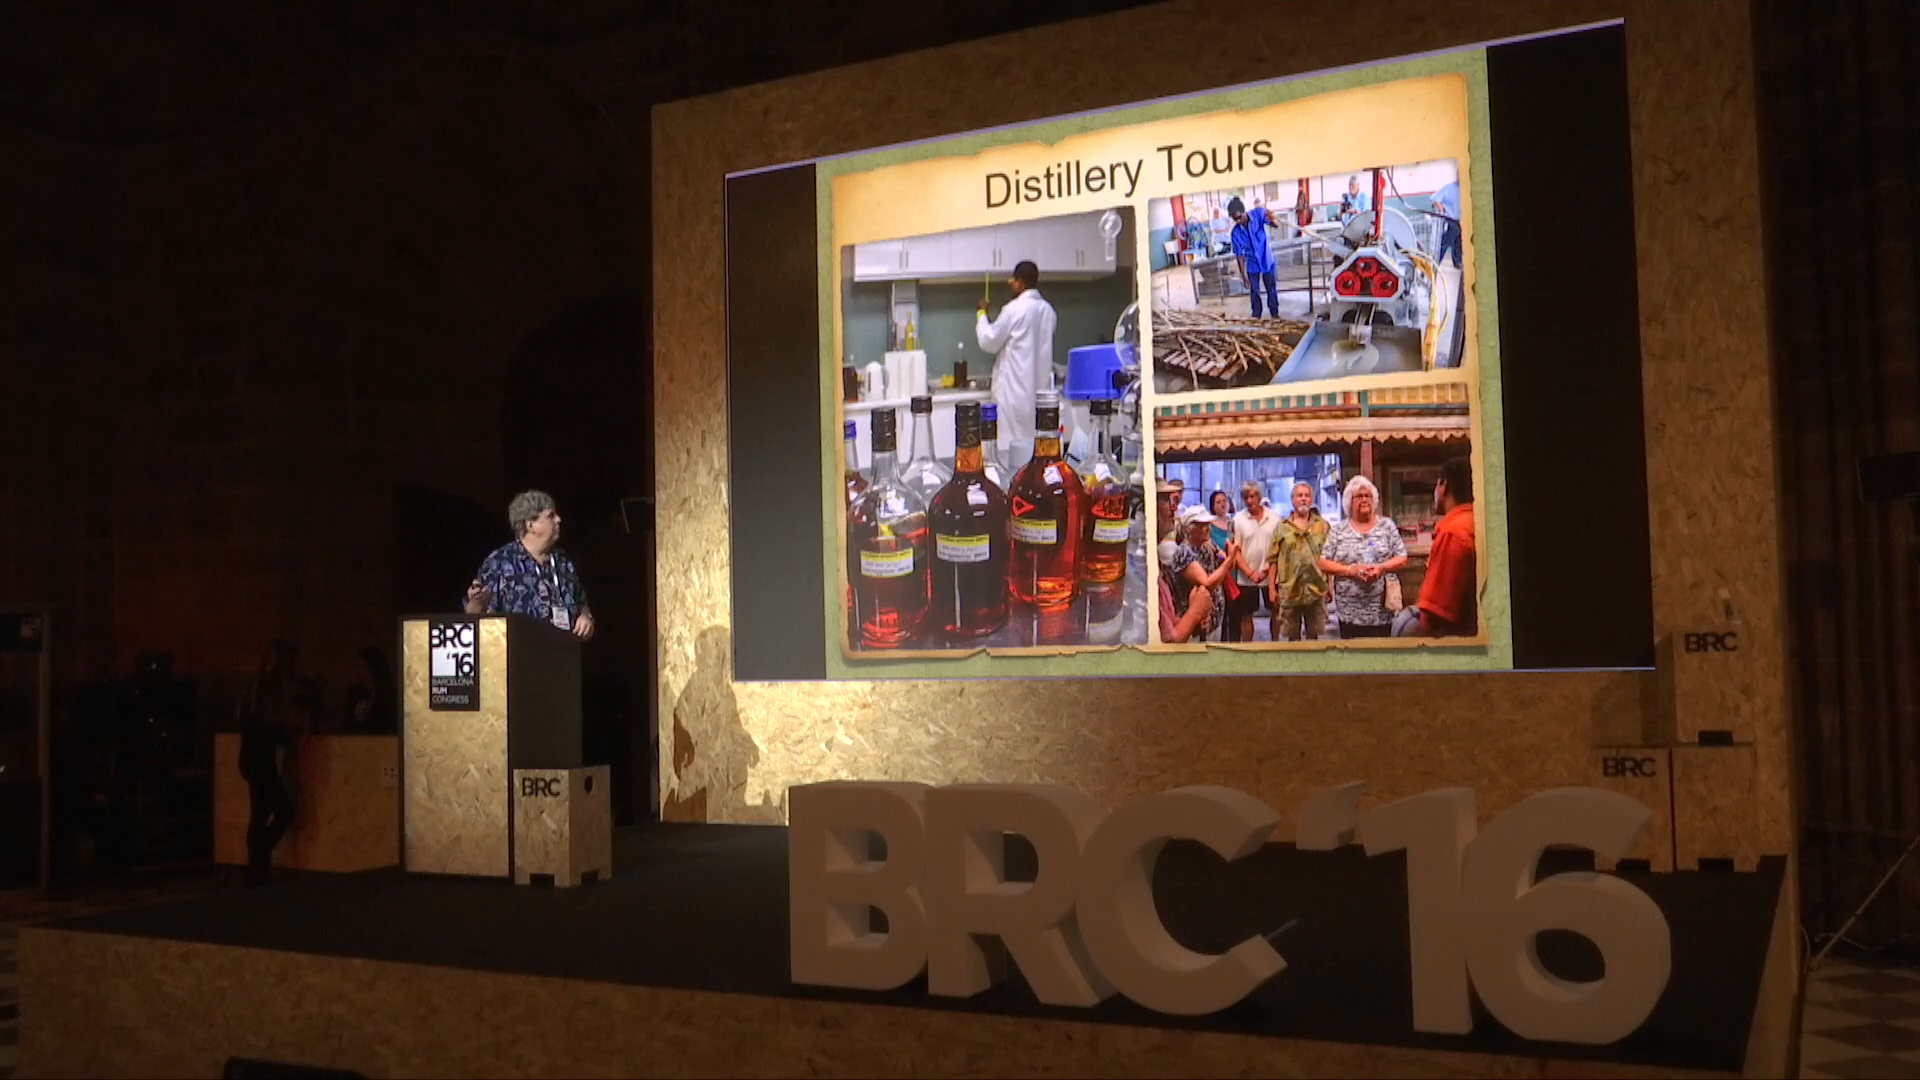 Distillery Tours
BRC
'16
BARCELONA
RUM
CONGRESS
BRC
BRC
BRC
BRC '16